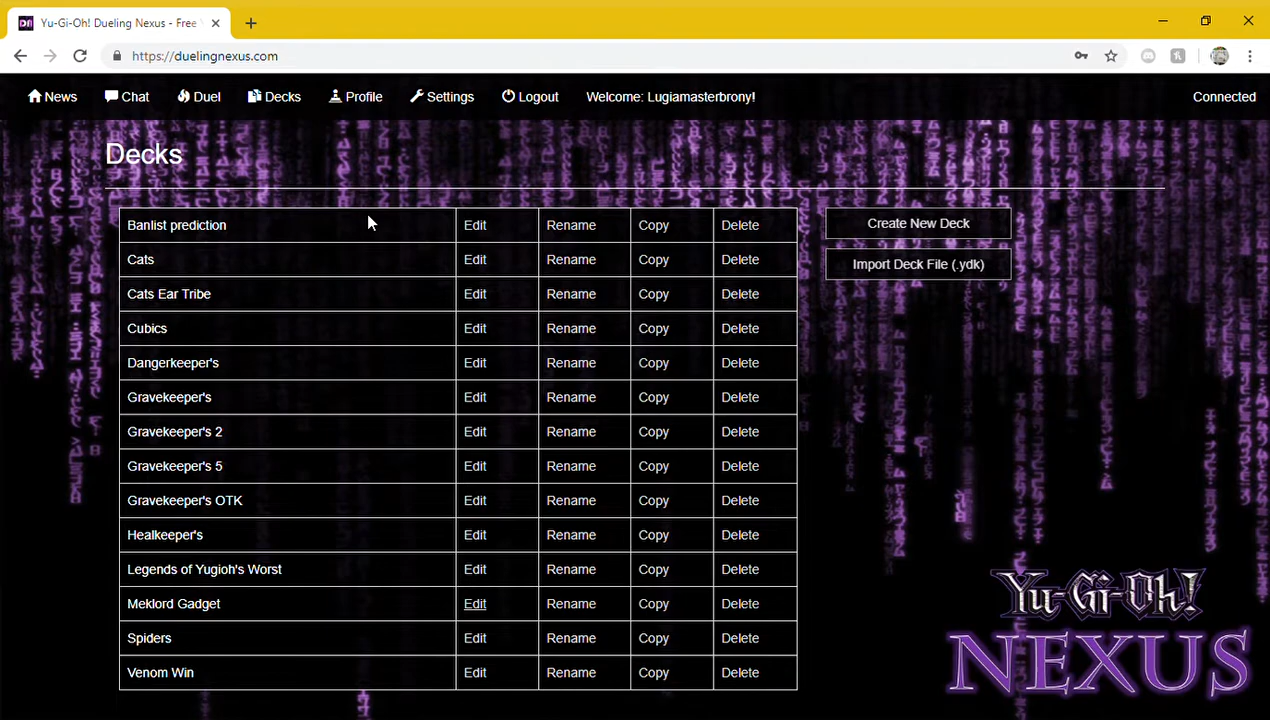 Yu-Gi-Oh! Dueling Nexus - Free
https://duelingnexus.com
News Chat Duel Decks Profile Settings Logout Welcome: Lugiamasterbrony! Connected
Decks
Banlist prediction Edit Rename Copy Delete
Create New Deck
Cats Edit Rename Copy Delete
Import Deck File (.ydk)
Cats Ear Tribe Edit Rename Copy Delete
Cubics Edit Rename Copy Delete
Dangerkeeper's Edit Rename Copy Delete
Gravekeeper's Edit Rename Copy Delete
Gravekeeper's 2 Edit Rename Copy Delete
Gravekeeper's 5 Edit Rename Copy Delete
Gravekeeper's OTK Edit Rename Copy Delete
Healkeeper's Edit Rename Copy Delete
Legends of Yugioh's Worst Edit Rename Copy Delete
Meklord Gadget Edit Rename Copy Delete
Spiders Edit Rename Copy Delete
Venom Win Edit Rename Copy Delete
Yu-Gi-Oh!
NEXUS